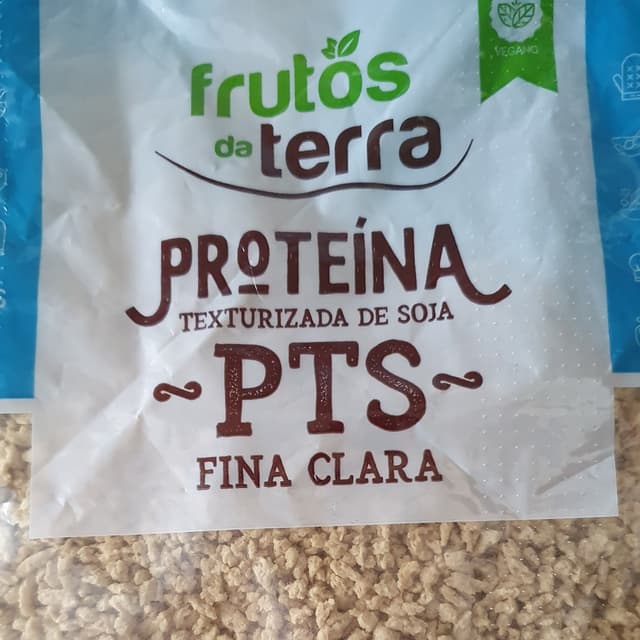 VEGANO
frutos
da terra
PROTEÍNA
TEXTURIZADA DE SOJA
~PTS~
FINA CLARA